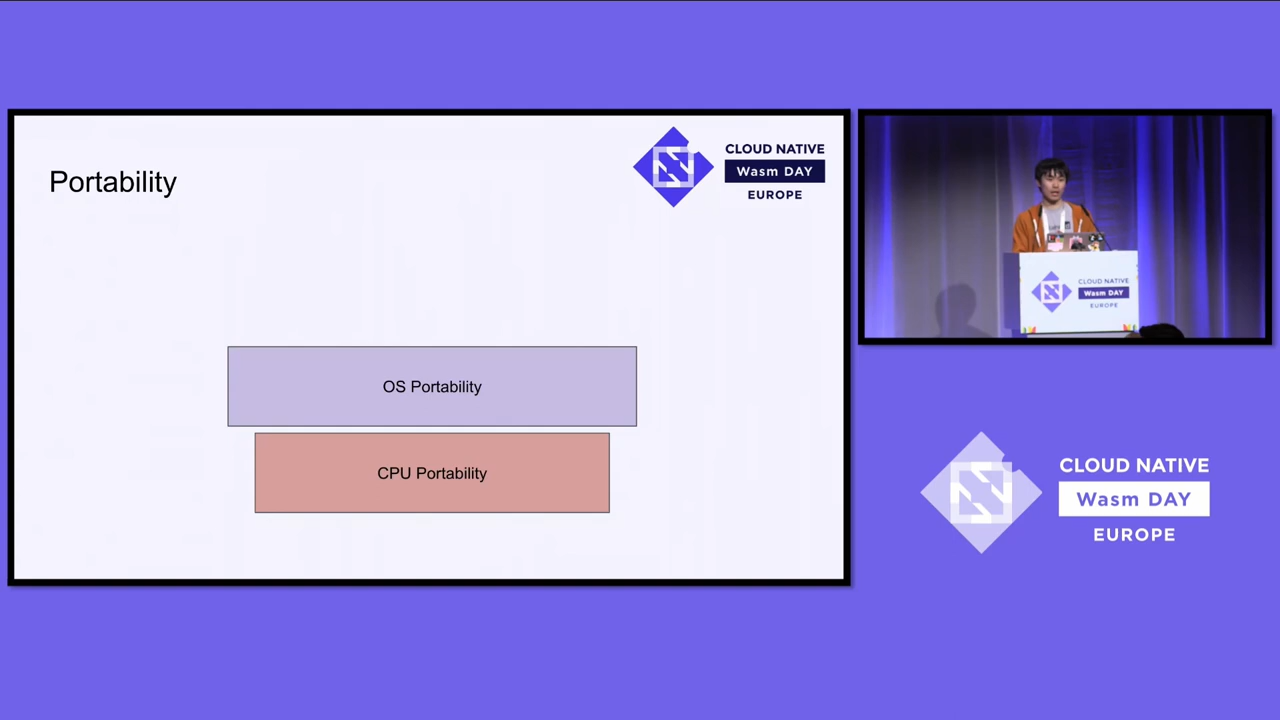 Portability
CLOUD NATIVE
Wasm DAY
EUROPE
OS Portability
CPU Portability
CLOUD NATIVE
Wasm DAY
EUROPE
CLOUD NATIVE
Wasm DAY
EUROPE